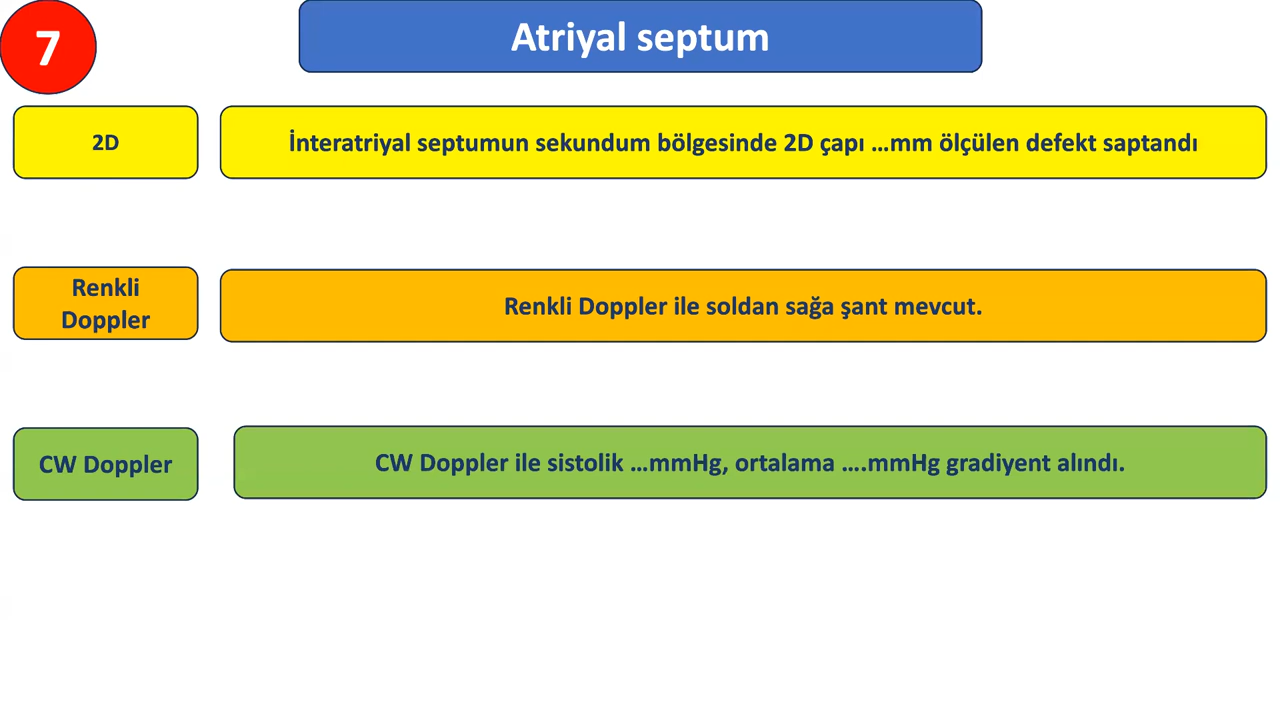 7
Atriyal septum
2D
İnteratriyal septumun sekundum bölgesinde 2D çapı …mm ölçülen defekt saptandı
Renkli
Doppler
Renkli Doppler ile soldan sağa şant mevcut.
CW Doppler
CW Doppler ile sistolik …mmHg, ortalama ….mmHg gradiyent alındı.